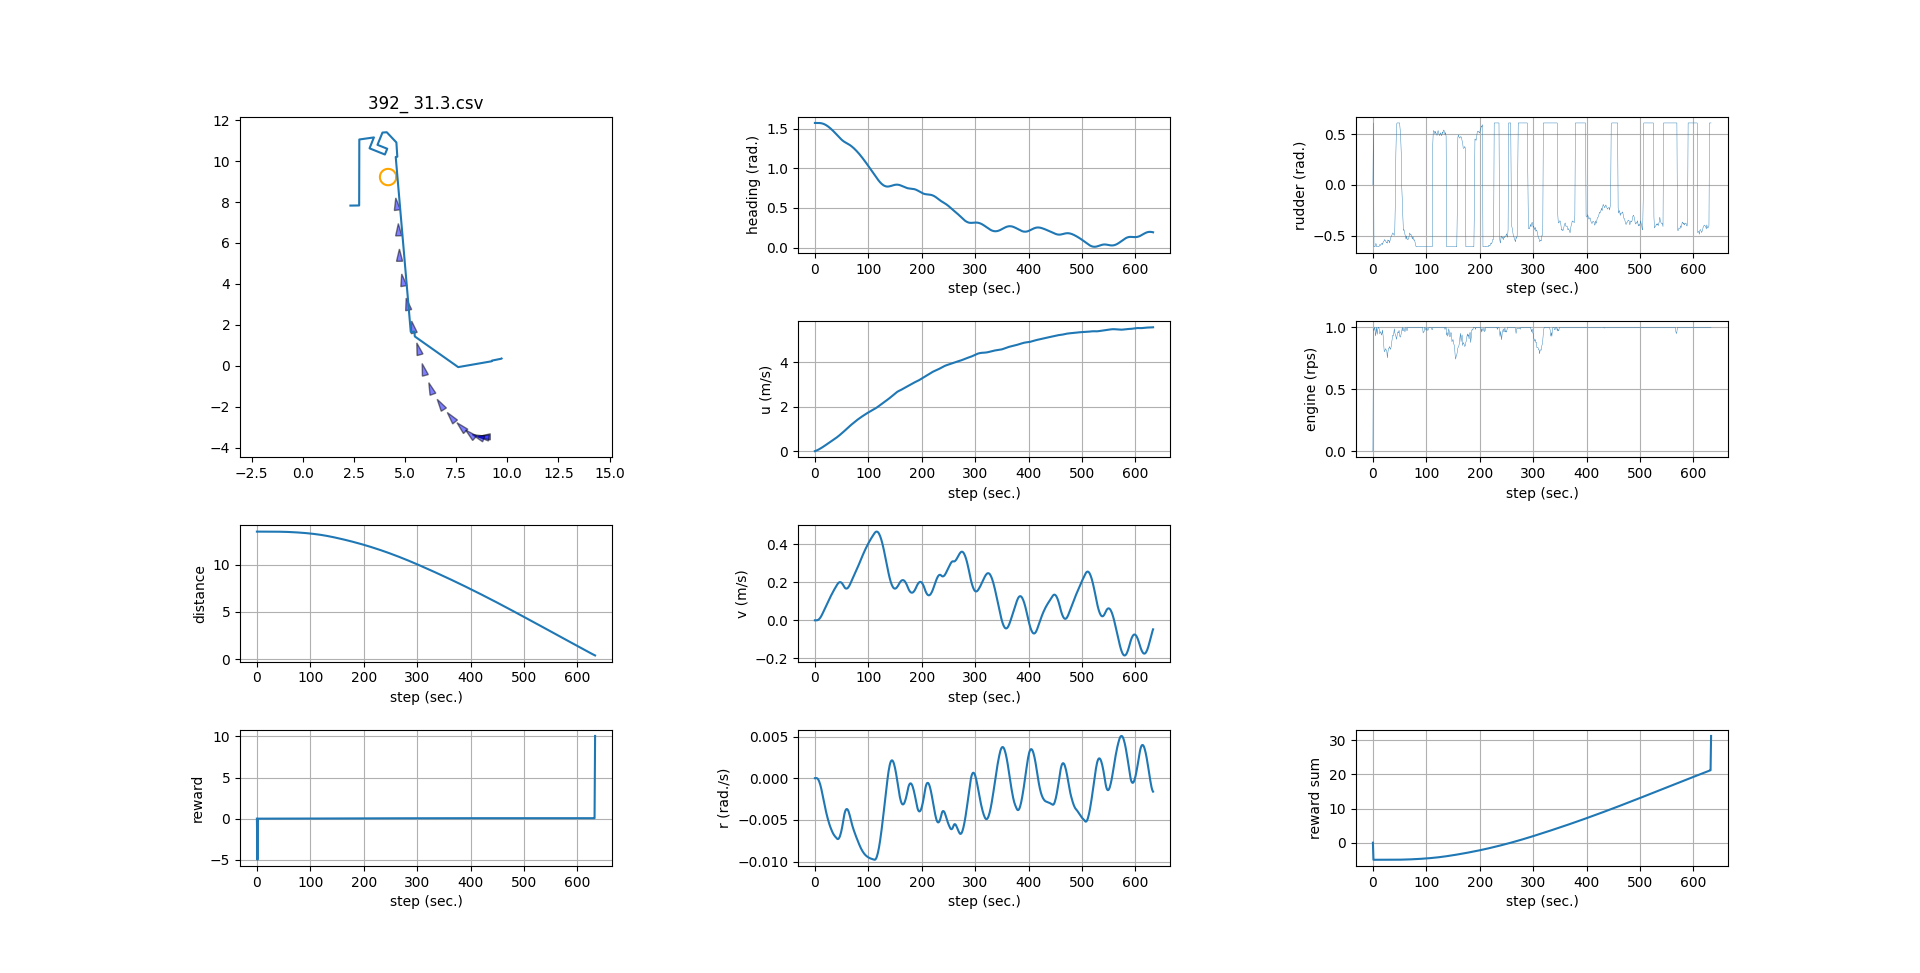 392_ 31.3.csv
12
10
8
6
4
2
0
−2
−4
−2.5 0.0 2.5 5.0 7.5 10.0 12.5 15.0
heading (rad.)
1.5
1.0
0.5
0.0
0 100 200 300 400 500 600
step (sec.)
rudder (rad.)
0.5
0.0
−0.5
0 100 200 300 400 500 600
step (sec.)
u (m/s)
4
2
0
0 100 200 300 400 500 600
step (sec.)
engine (rps)
1.0
0.5
0.0
0 100 200 300 400 500 600
step (sec.)
distance
10
5
0
0 100 200 300 400 500 600
step (sec.)
v (m/s)
0.4
0.2
0.0
−0.2
0 100 200 300 400 500 600
step (sec.)
reward
10
5
0
−5
0 100 200 300 400 500 600
step (sec.)
r (rad./s)
0.005
0.000
−0.005
−0.010
0 100 200 300 400 500 600
step (sec.)
reward sum
30
20
10
0
0 100 200 300 400 500 600
step (sec.)